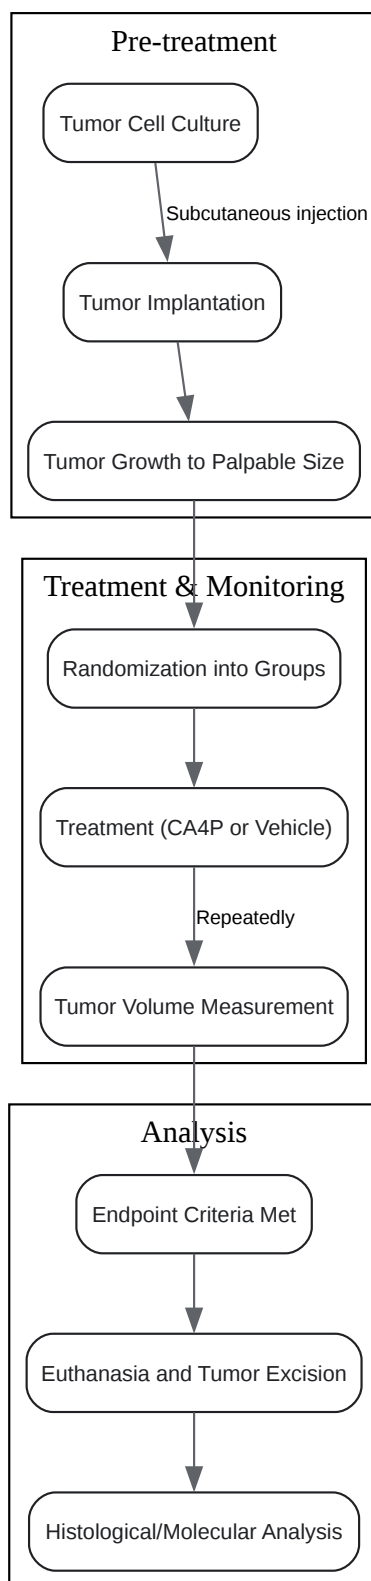 Pre-treatment
Tumor Cell Culture
Subcutaneous injection
Tumor Implantation
Tumor Growth to Palpable Size
Treatment & Monitoring
Randomization into Groups
Treatment (CA4P or Vehicle)
Repeatedly
Tumor Volume Measurement
Analysis
Endpoint Criteria Met
Euthanasia and Tumor Excision
Histological/Molecular Analysis